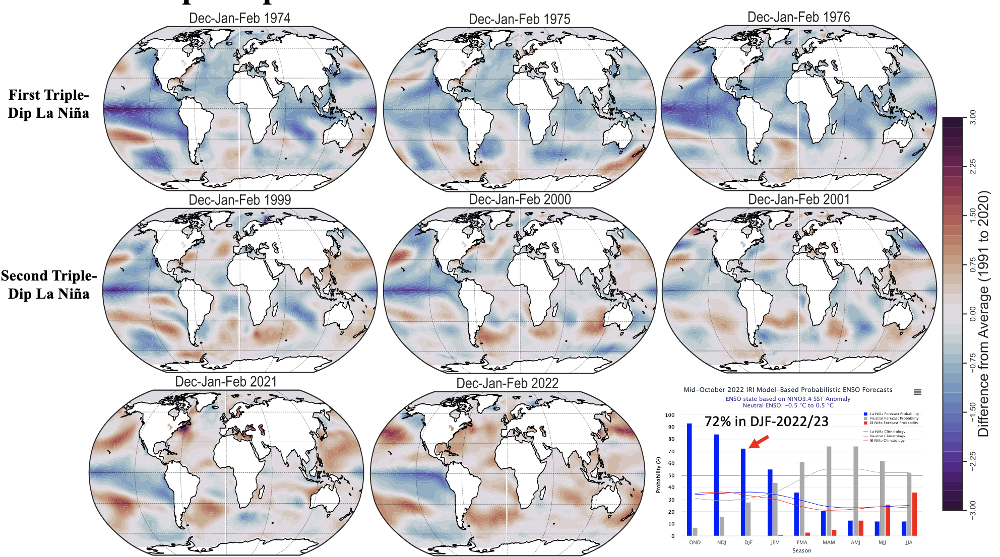 Dec-Jan-Feb 1974
Dec-Jan-Feb 1975
Dec-Jan-Feb 1976
First Triple-
Dip La Niña
Dec-Jan-Feb 1999
Dec-Jan-Feb 2000
Dec-Jan-Feb 2001
Second Triple-
Dip La Niña
Dec-Jan-Feb 2021
Dec-Jan-Feb 2022
Mid-October 2022 IRI Model-Based Probabilistic ENSO Forecasts
ENSO state based on NINO3.4 SST Anomaly
Neutral ENSO: -0.5 °C to 0.5 °C
72% in DJF-2022/23
La Niña Forecast Probability
Neutral Forecast Probability
El Niño Forecast Probability
La Niña Climatology
Neutral Climatology
El Niño Climatology
Probability (%)
100
90
80
70
60
50
40
30
20
10
0
OND NDJ DJF JFM FMA MAM AMJ MJJ JJA
Season
3.00
2.25
1.50
0.75
0.00
-0.75
-1.50
-2.25
-3.00
Difference from Average (1991 to 2020)